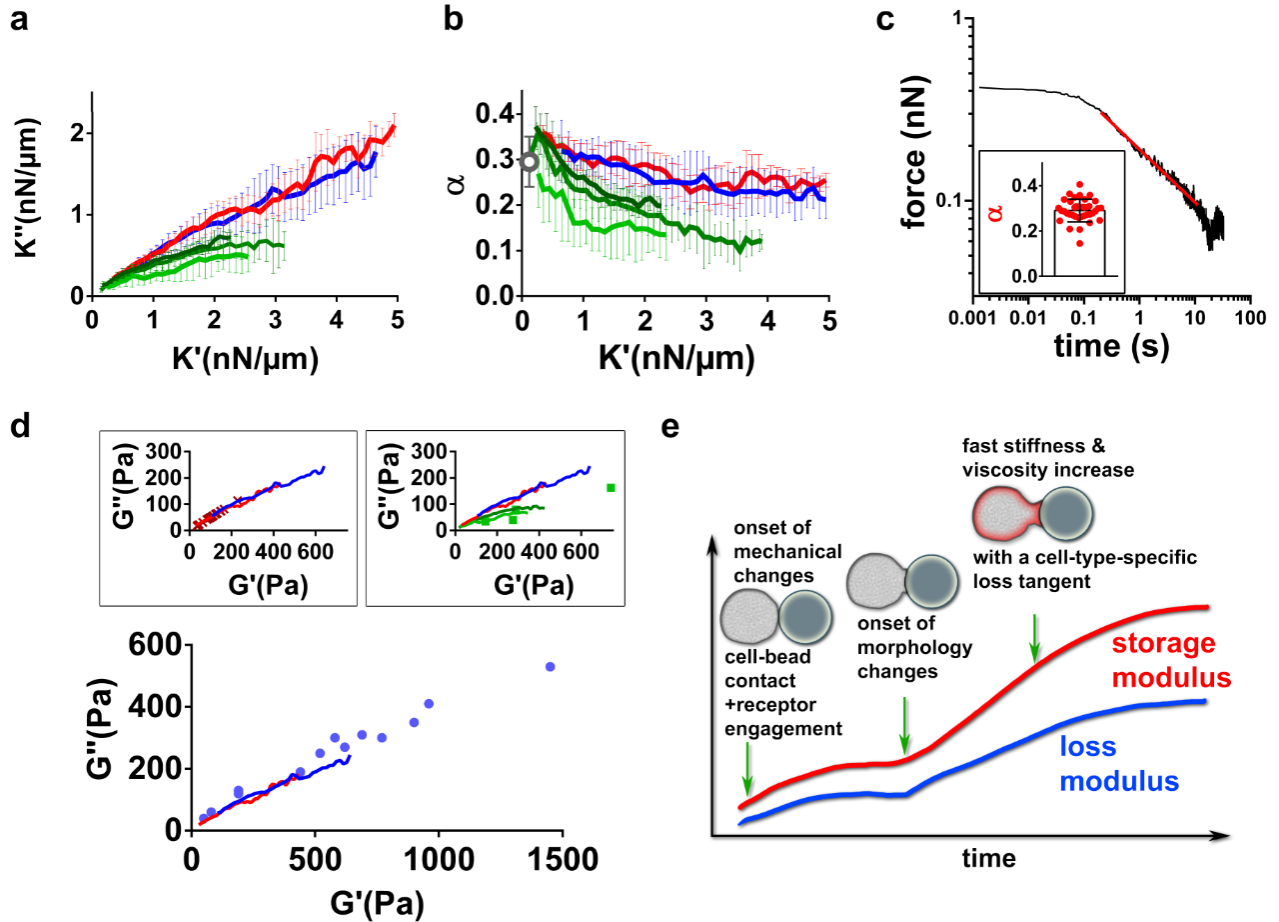 a
K''(nN/µm)
2
1
0
0 1 2 3 4 5
K'(nN/µm)
b
α
0.4
0.3
0.2
0.1
0.0
0 1 2 3 4 5
K'(nN/µm)
c
force (nN)
1
0.1
0.001 0.01 0.1 1 10 100
time (s)
α
0.4
0.2
0.0
d
G''(Pa)
300
200
100
0
0 200 400 600
G'(Pa)
G''(Pa)
300
200
100
0
0 200 400 600
G'(Pa)
G''(Pa)
600
400
200
0
0 500 1000 1500
G'(Pa)
e
onset of
mechanical
changes
cell-bead
contact
+receptor
engagement
onset of
morphology
changes
fast stiffness &
viscosity increase
with a cell-type-specific
loss tangent
storage
modulus
loss
modulus
time